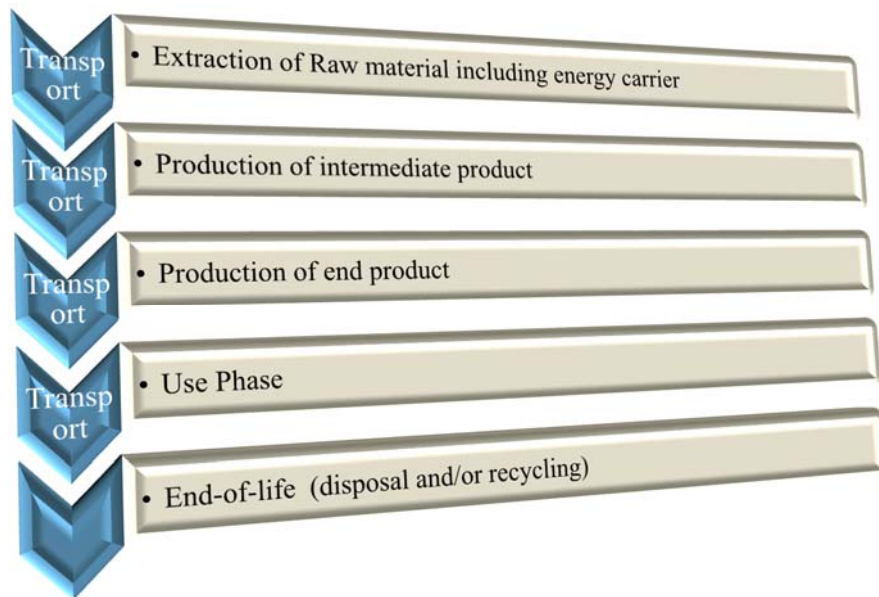 Transp
ort
• Extraction of Raw material including energy carrier
Transp
ort
• Production of intermediate product
Transp
ort
• Production of end product
Transp
ort
• Use Phase
• End-of-life (disposal and/or recycling)